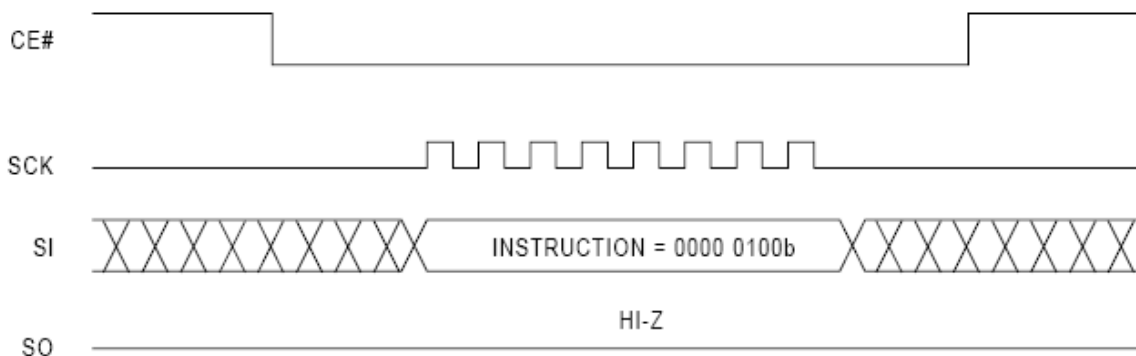 CE#
SCK
SI
INSTRUCTION = 0000 0100b
HI-Z
SO